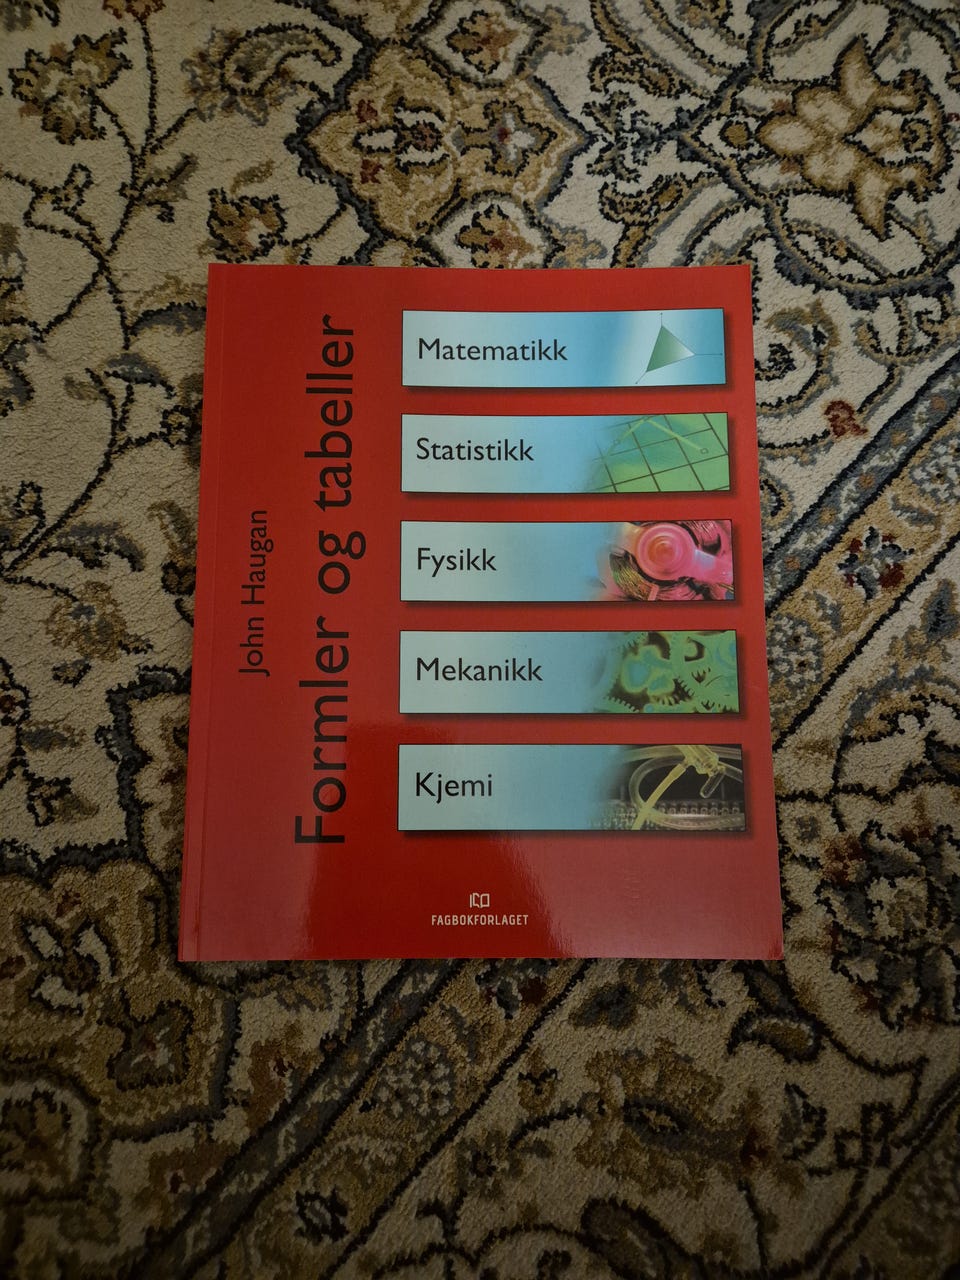 John Haugan
Formler og tabeller
Matematikk
Statistikk
Fysikk
Mekanikk
Kjemi
FAGBOKFORLAGET